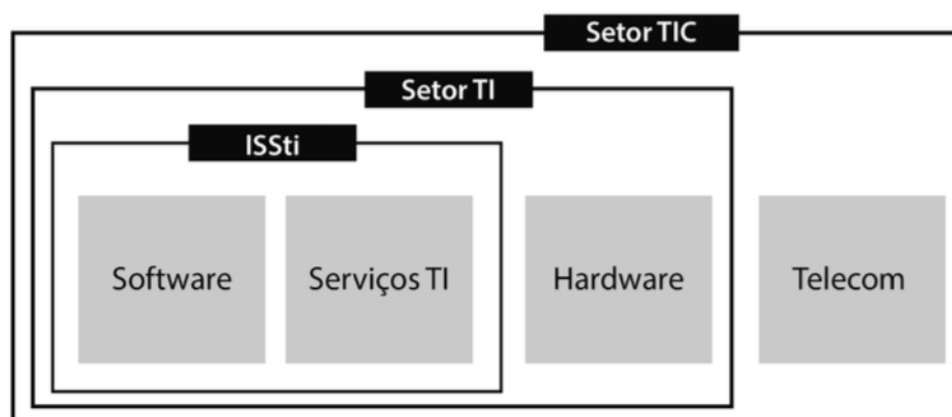 Setor TIC
Setor TI
ISSti
Software
Serviços TI
Hardware
Telecom